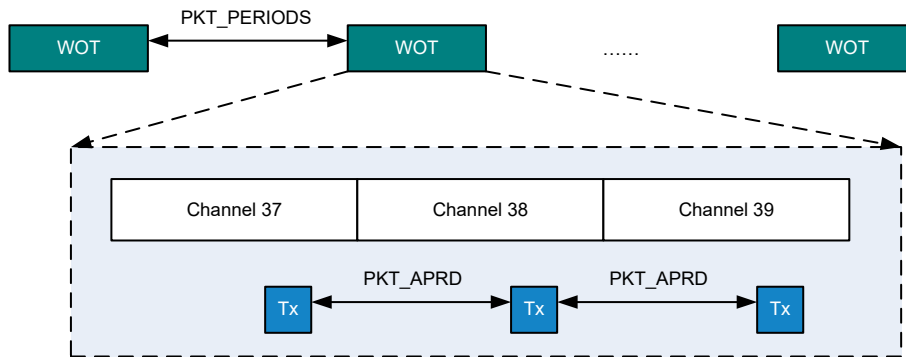 PKT_PERIODS
WOT
WOT
......
WOT
Channel 37
Channel 38
Channel 39
PKT_APRD
PKT_APRD
Tx
Tx
Tx